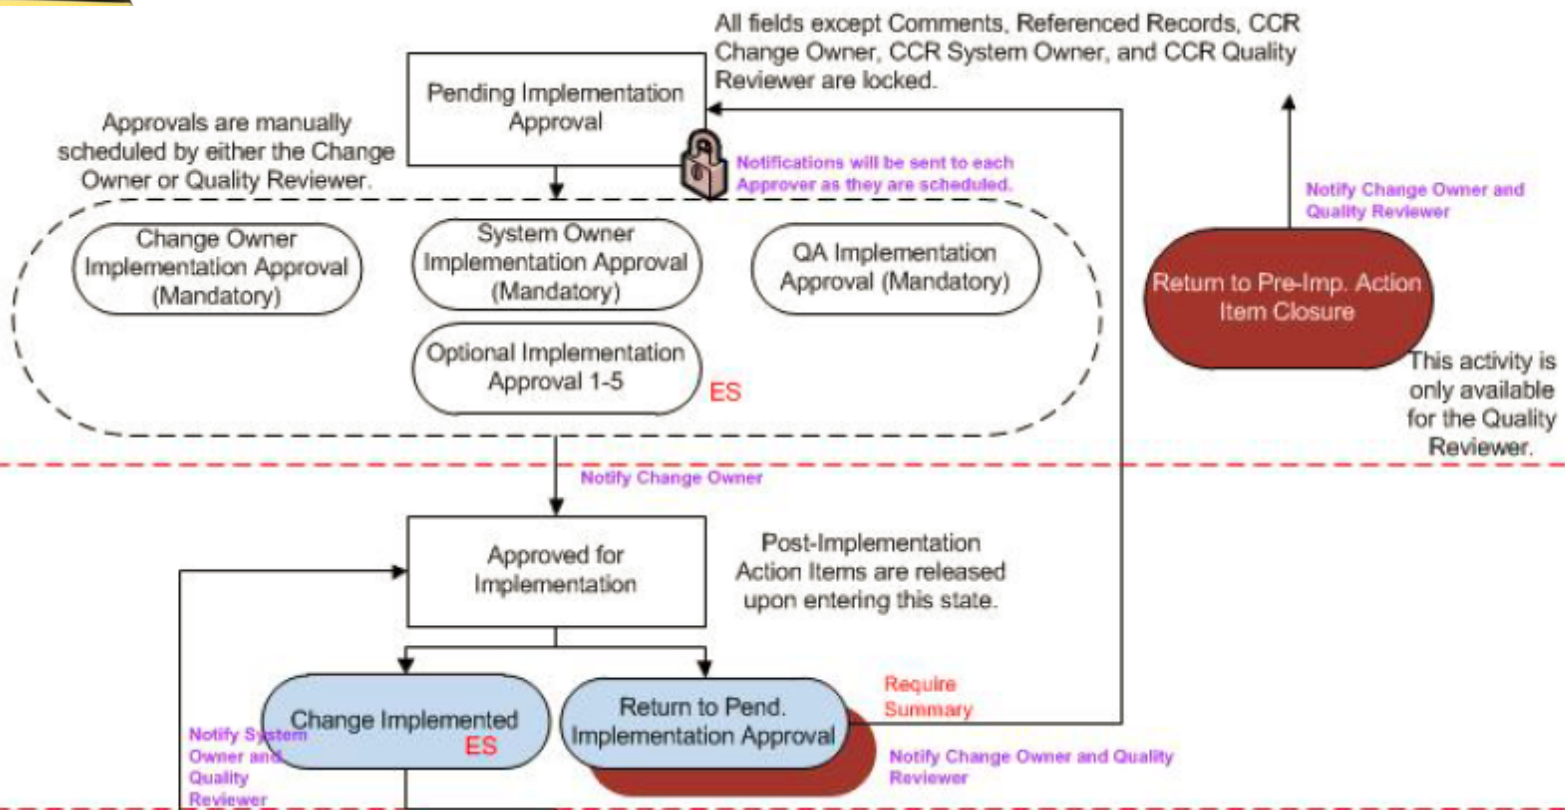 All fields except Comments, Referenced Records, CCR
Change Owner, CCR System Owner, and CCR Quality
Reviewer are locked.
Pending Implementation
Approval
Approvals are manually
scheduled by either the Change
Owner or Quality Reviewer.
Notifications will be sent to each
Approver as they are scheduled.
Notify Change Owner and
Quality Reviewer
Change Owner
Implementation Approval
(Mandatory)
System Owner
Implementation Approval
(Mandatory)
QA Implementation
Approval (Mandatory)
Return to Pre-Imp. Action
Item Closure
Optional Implementation
Approval 1-5
ES
This activity is
only available
for the Quality
Reviewer.
Notify Change Owner
Approved for
Implementation
Post-Implementation
Action Items are released
upon entering this state.
Change Implemented
ES
Return to Pend.
Implementation Approval
Require
Summary
Notify System
Owner and
Quality
Reviewer
Notify Change Owner and Quality
Reviewer